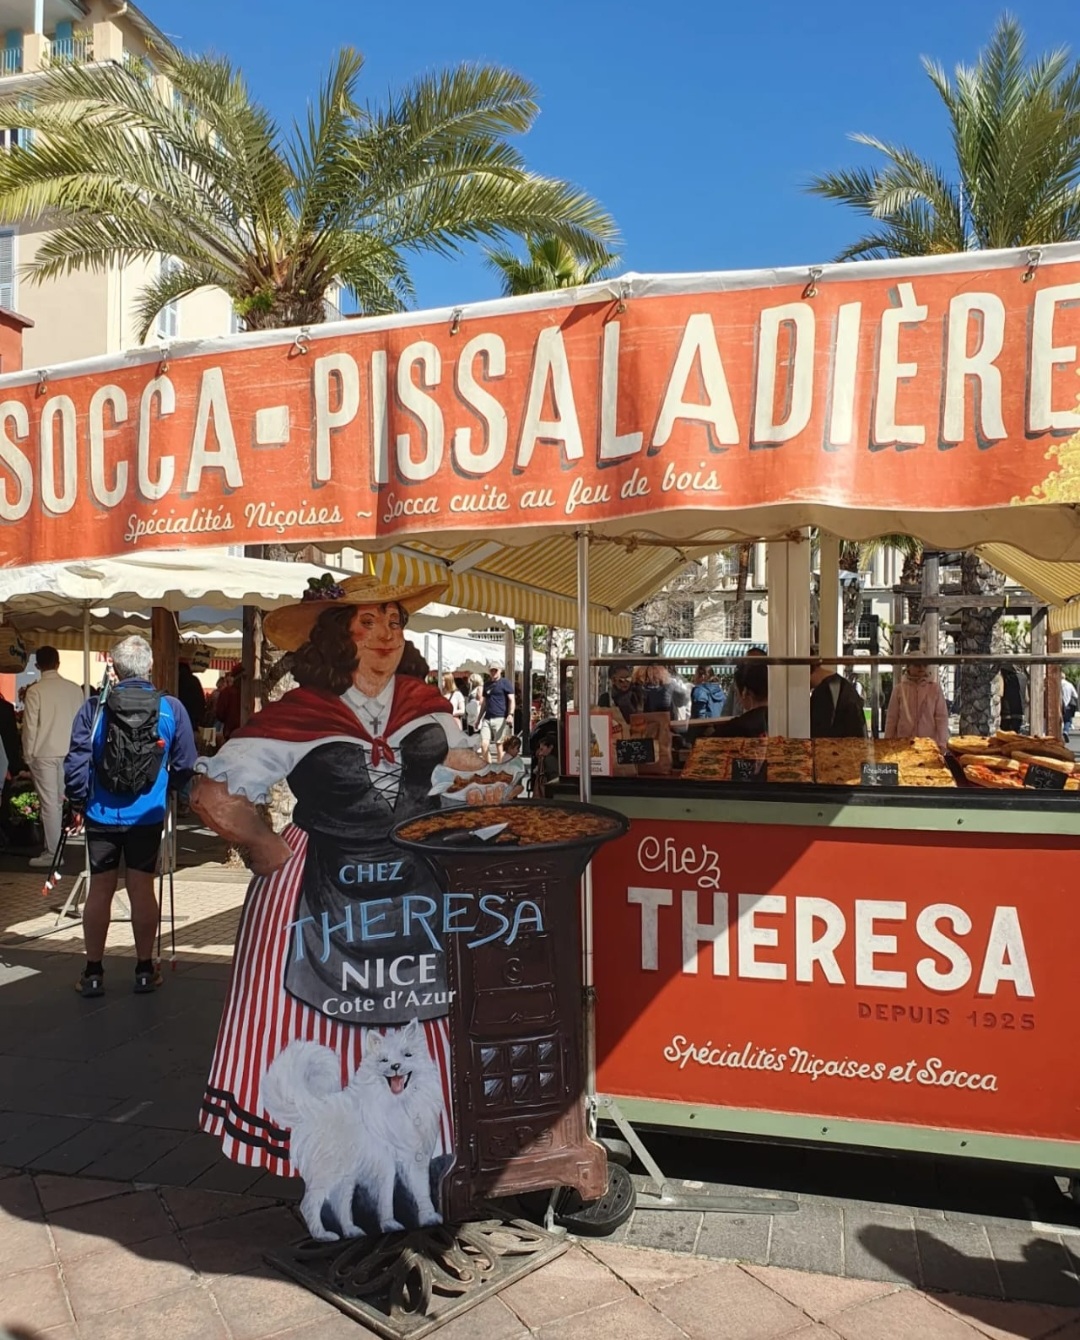 SOCCA - PISSALADIÈRE
Spécialités Niçoises ~ Socca cuite au feu de bois
CHEZ
THERESA
NICE
Cote d'Azur
Chez
THERESA
DEPUIS 1925
Spécialités Niçoises et Socca